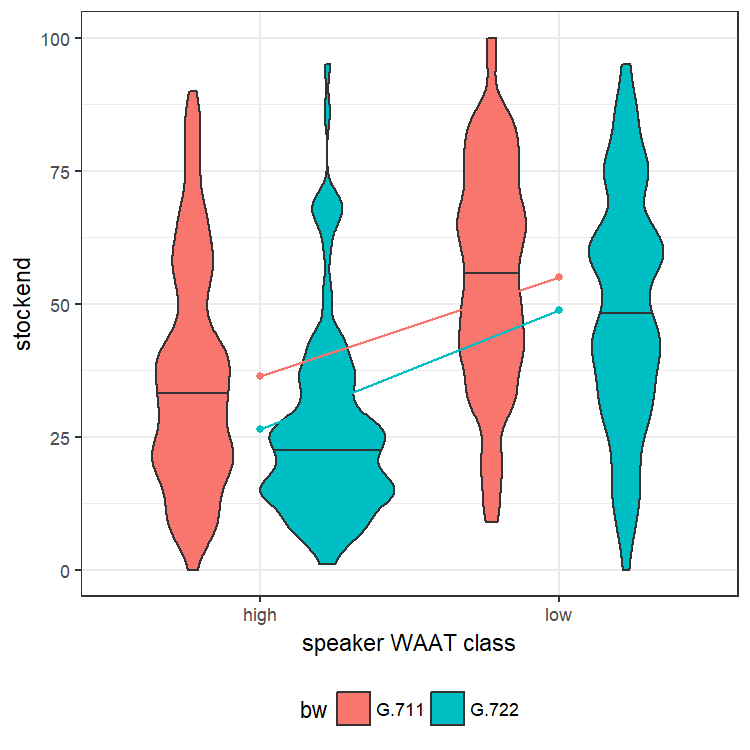 100
75
50
25
0
stockend
high low
speaker WAAT class
bw G.711 G.722